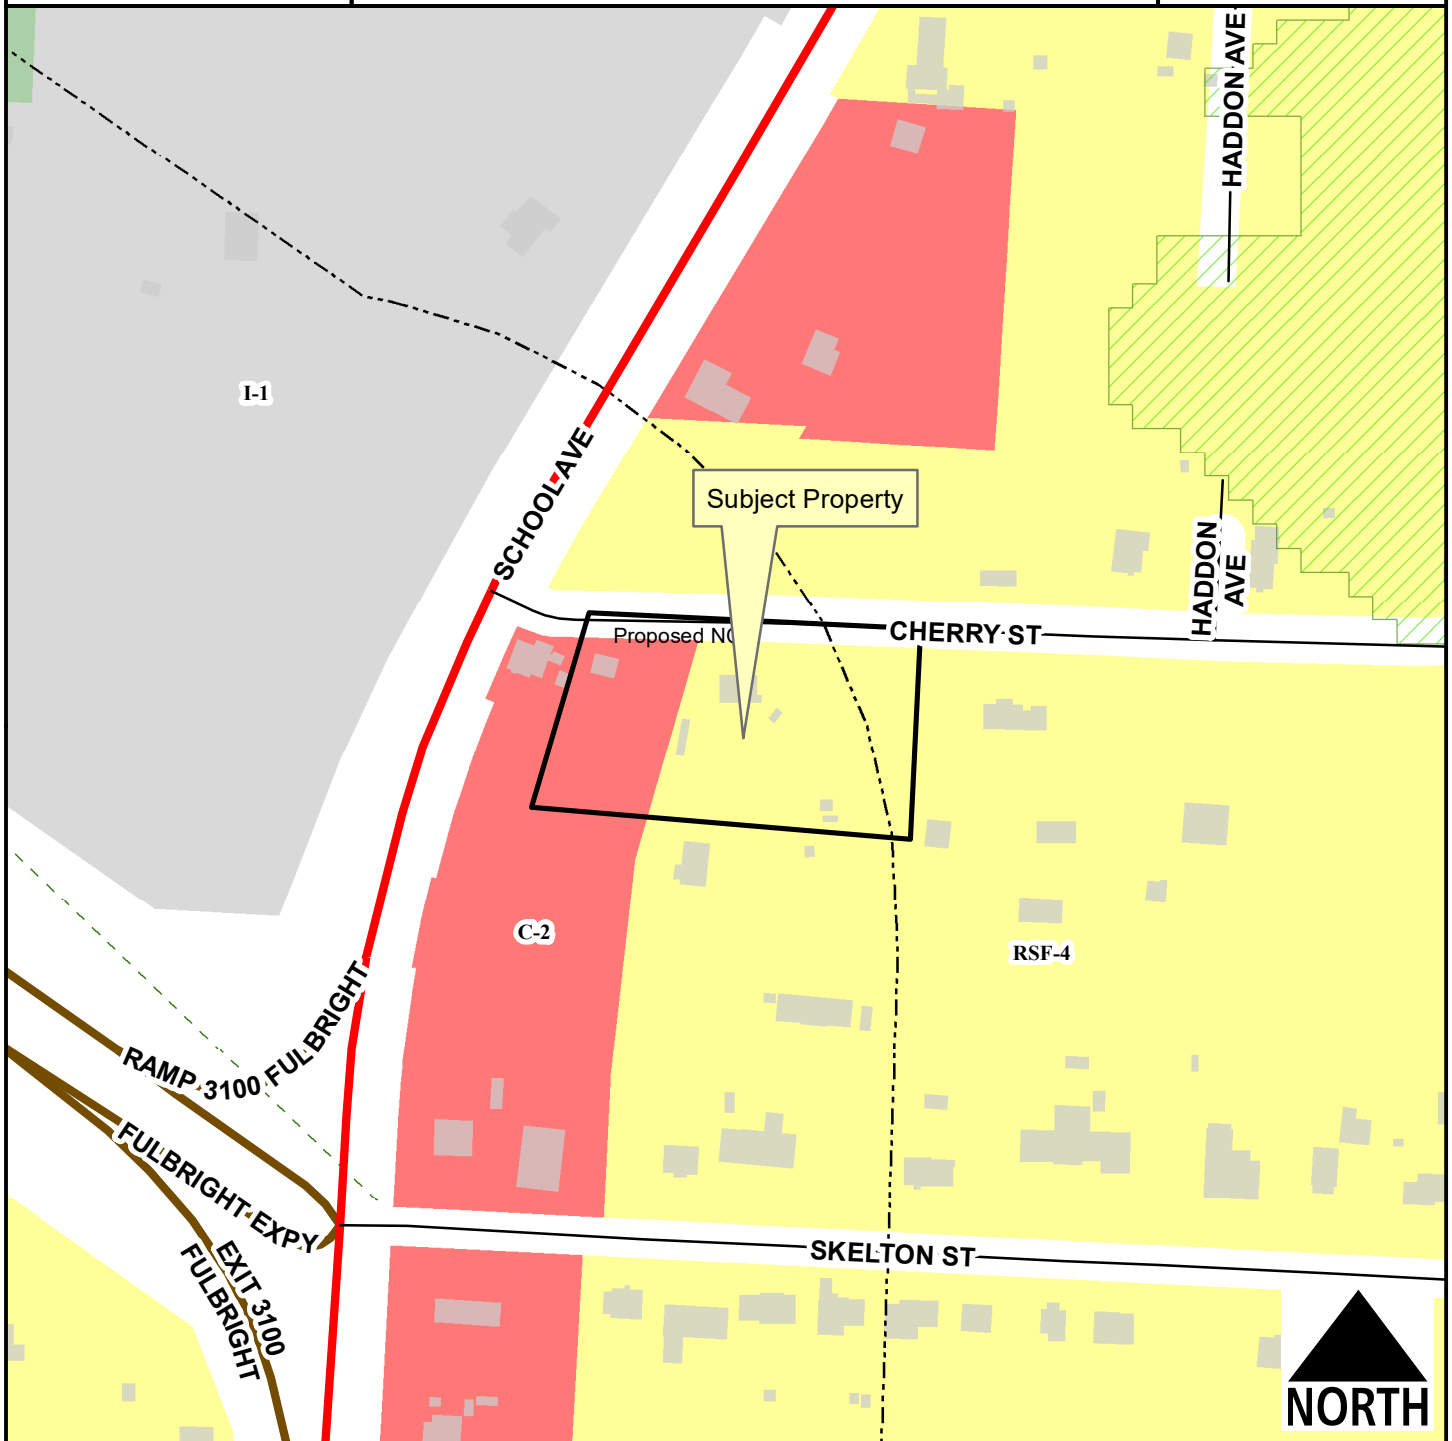 HADDON AVE
I-1
SCHOOL AVE
Subject Property
HADDON
AVE
CHERRY ST
Proposed NC
C-2
RSF-4
RAMP 3100 FULBRIGHT
FULBRIGHT EXPY
EXIT 3100
FULBRIGHT
SKELTON ST
NORTH